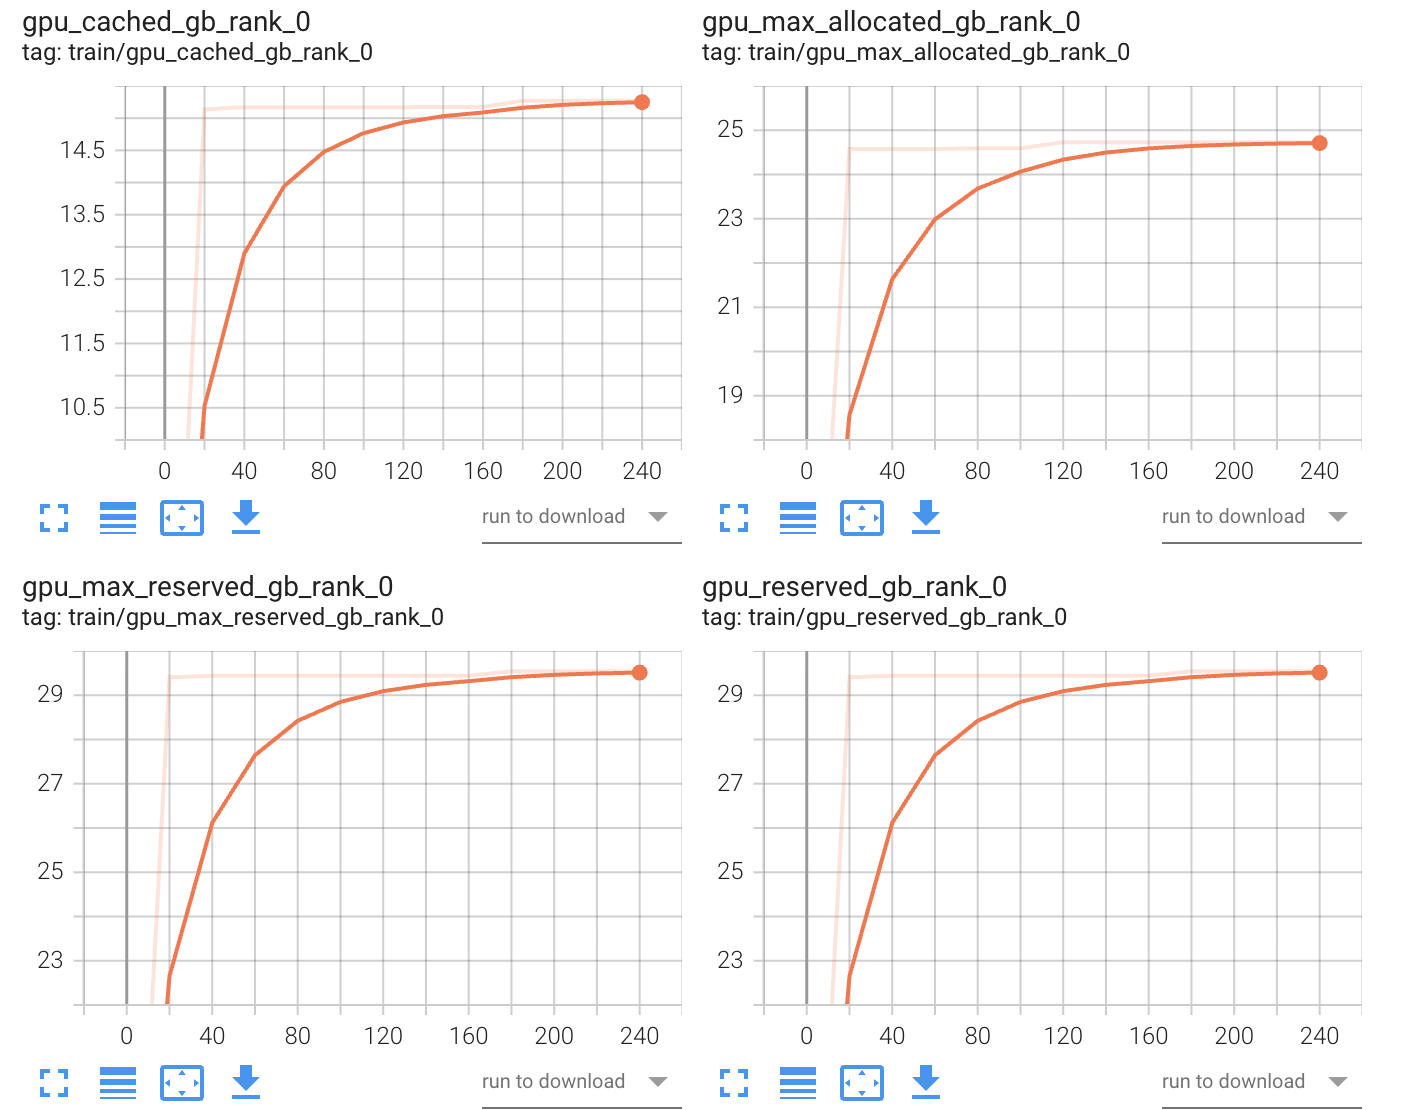 gpu_cached_gb_rank_0
tag: train/gpu_cached_gb_rank_0
14.5
13.5
12.5
11.5
10.5
0 40 80 120 160 200 240
run to download
gpu_max_allocated_gb_rank_0
tag: train/gpu_max_allocated_gb_rank_0
25
23
21
19
0 40 80 120 160 200 240
run to download
gpu_max_reserved_gb_rank_0
tag: train/gpu_max_reserved_gb_rank_0
29
27
25
23
0 40 80 120 160 200 240
run to download
gpu_reserved_gb_rank_0
tag: train/gpu_reserved_gb_rank_0
29
27
25
23
0 40 80 120 160 200 240
run to download